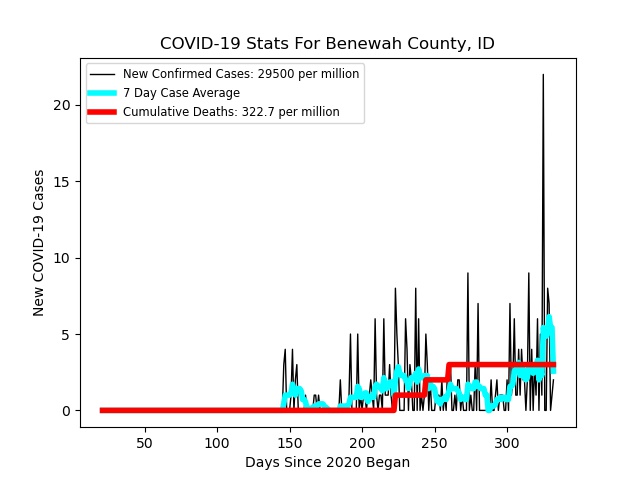 COVID-19 Stats For Benewah County, ID
New Confirmed Cases: 29500 per million
7 Day Case Average
Cumulative Deaths: 322.7 per million
New COVID-19 Cases
20
15
10
5
0
50
100
150
200
250
300
Days Since 2020 Began